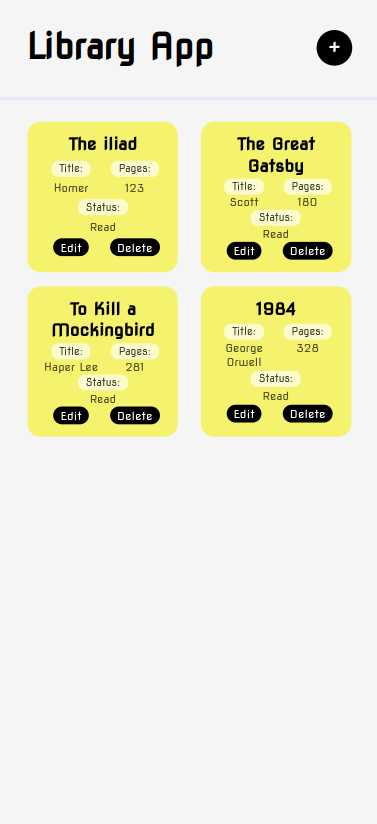 Library App
+
The iliad
Title: Pages:
Homer 123
Status:
Read
Edit Delete
The Great
Gatsby
Title: Pages:
Scott 180
Status:
Read
Edit Delete
To Kill a
Mockingbird
Title: Pages:
Haper Lee 281
Status:
Read
Edit Delete
1984
Title: Pages:
George 328
Orwell
Status:
Read
Edit Delete